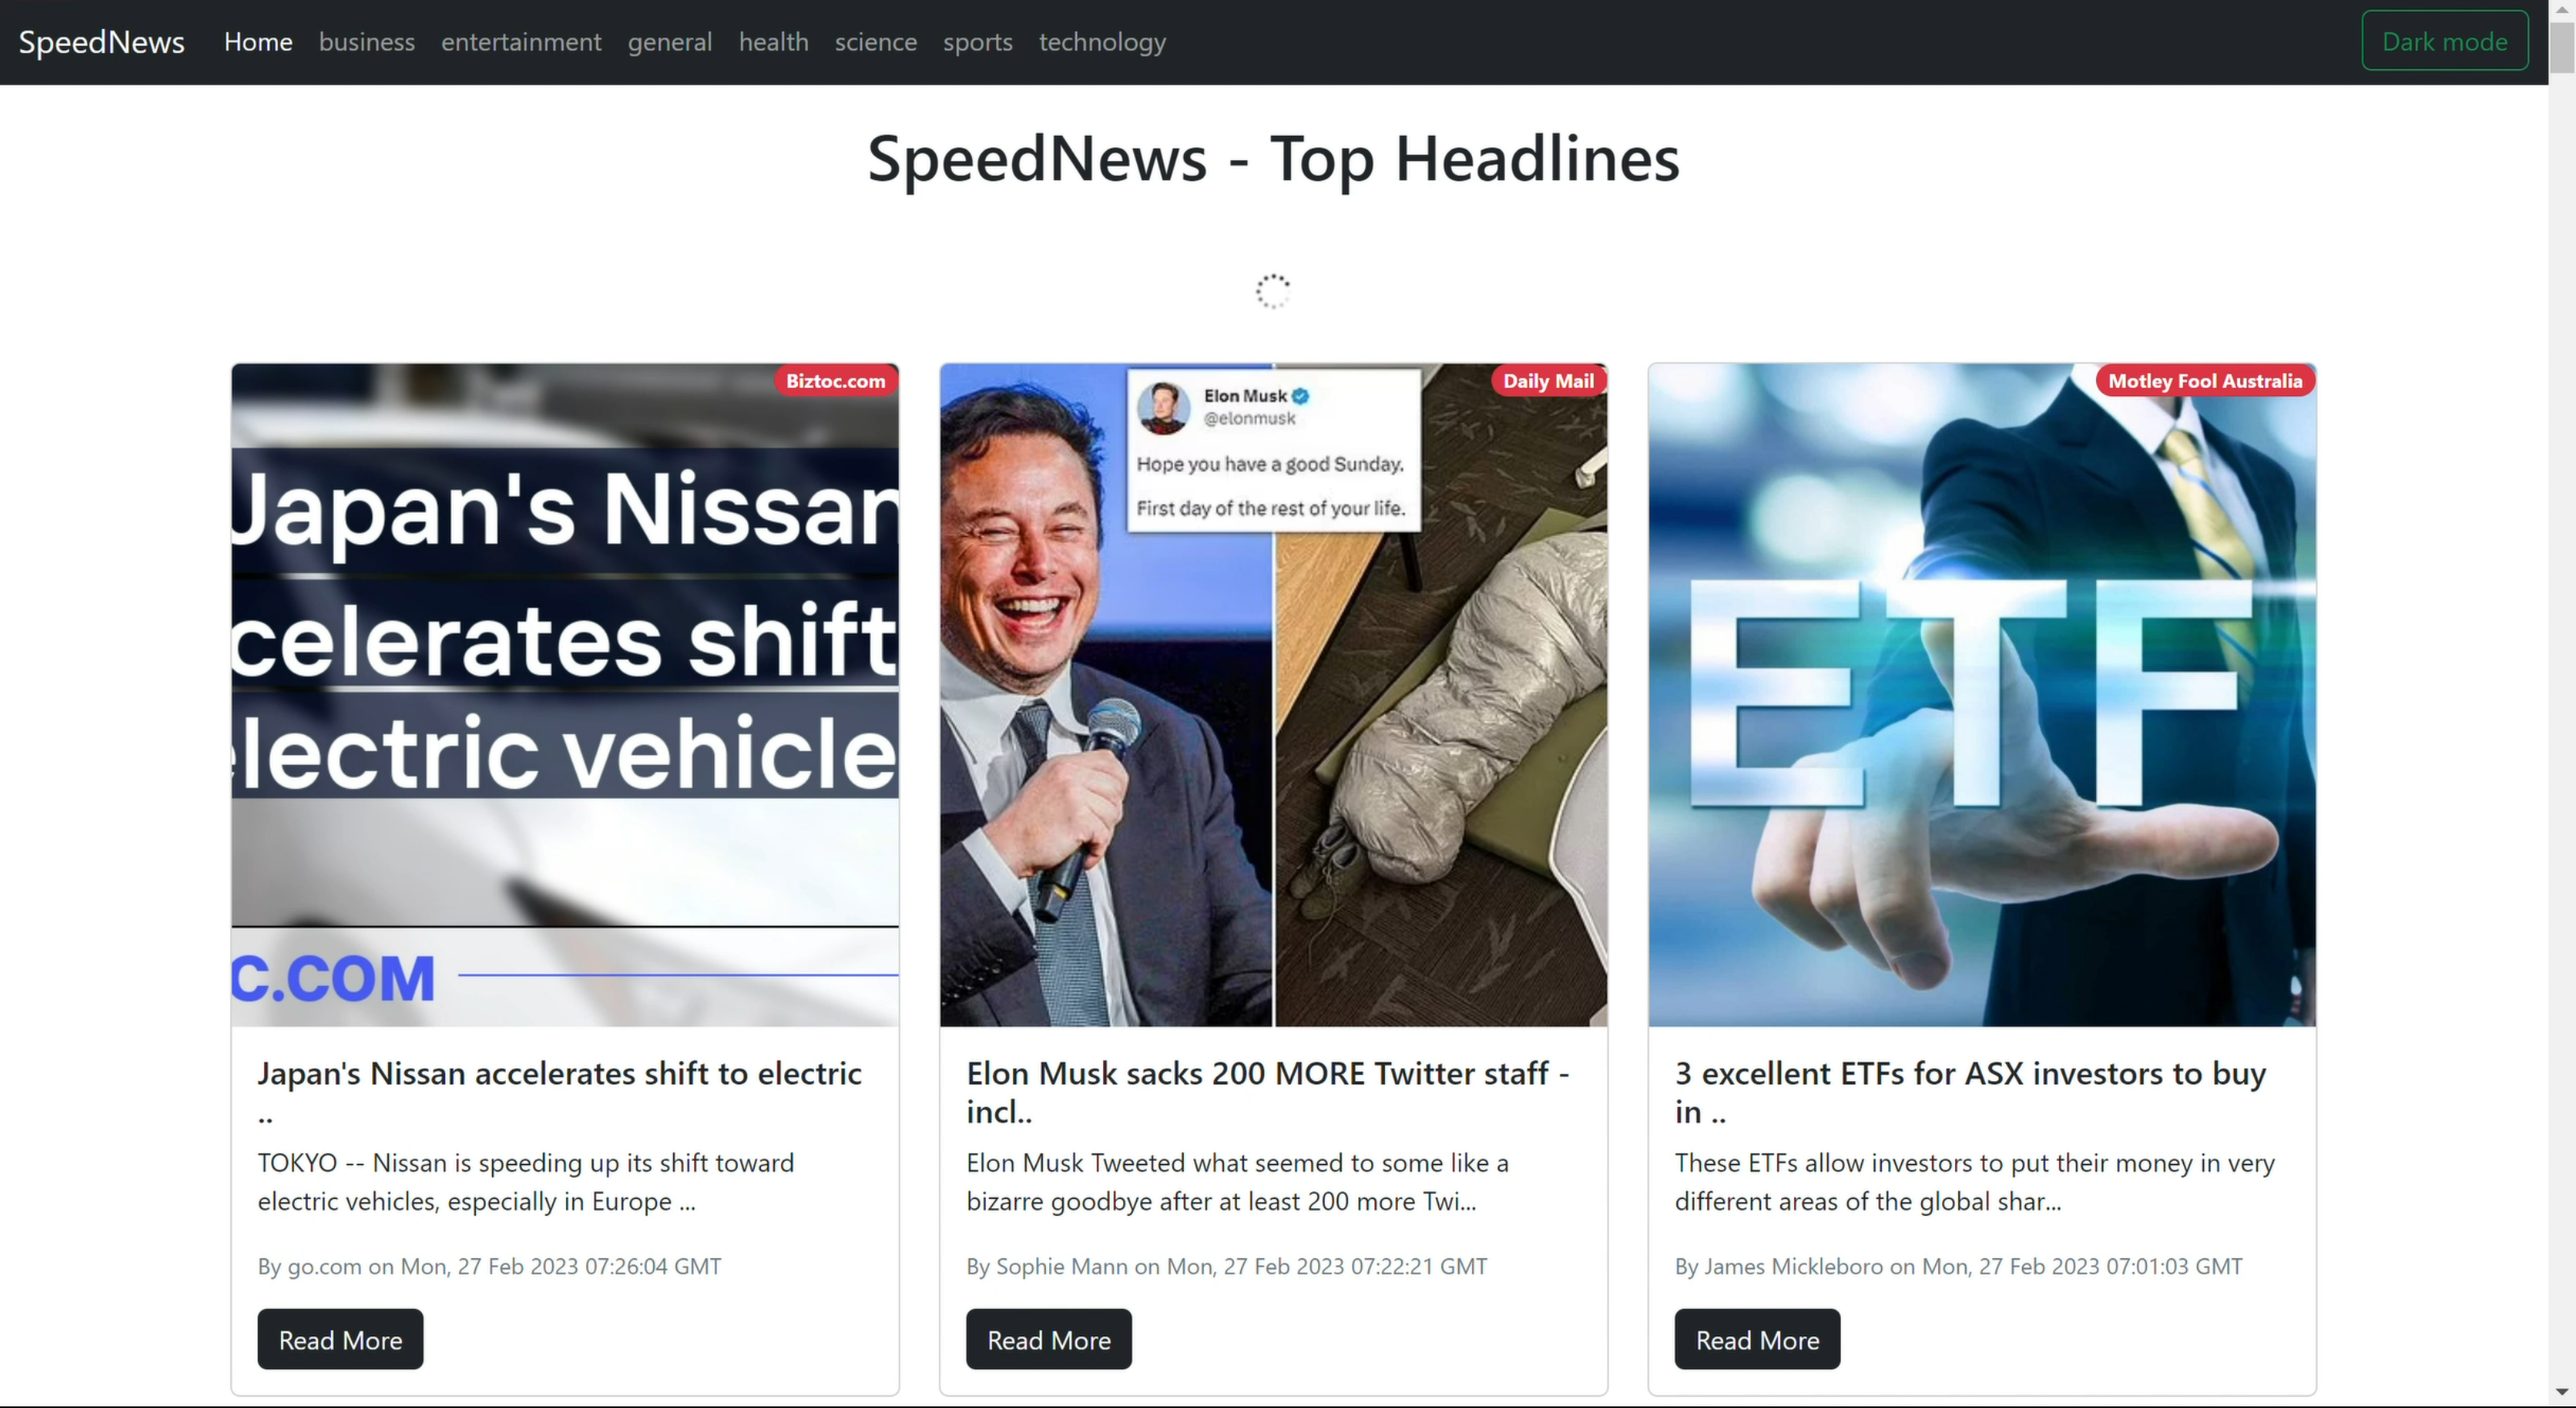 SpeedNews Home business entertainment general health science sports technology Dark mode
SpeedNews - Top Headlines
Biztoc.com
Japan's Nissan
celerates shift
lectric vehicle
C.COM
Japan's Nissan accelerates shift to electric
..
TOKYO -- Nissan is speeding up its shift toward
electric vehicles, especially in Europe ...
By go.com on Mon, 27 Feb 2023 07:26:04 GMT
Read More
Daily Mail
Elon Musk
@elonmusk
Hope you have a good Sunday.
First day of the rest of your life.
Elon Musk sacks 200 MORE Twitter staff -
incl..
Elon Musk Tweeted what seemed to some like a
bizarre goodbye after at least 200 more Twi...
By Sophie Mann on Mon, 27 Feb 2023 07:22:21 GMT
Read More
Motley Fool Australia
ETF
3 excellent ETFs for ASX investors to buy
in ..
These ETFs allow investors to put their money in very
different areas of the global shar...
By James Mickleboro on Mon, 27 Feb 2023 07:01:03 GMT
Read More